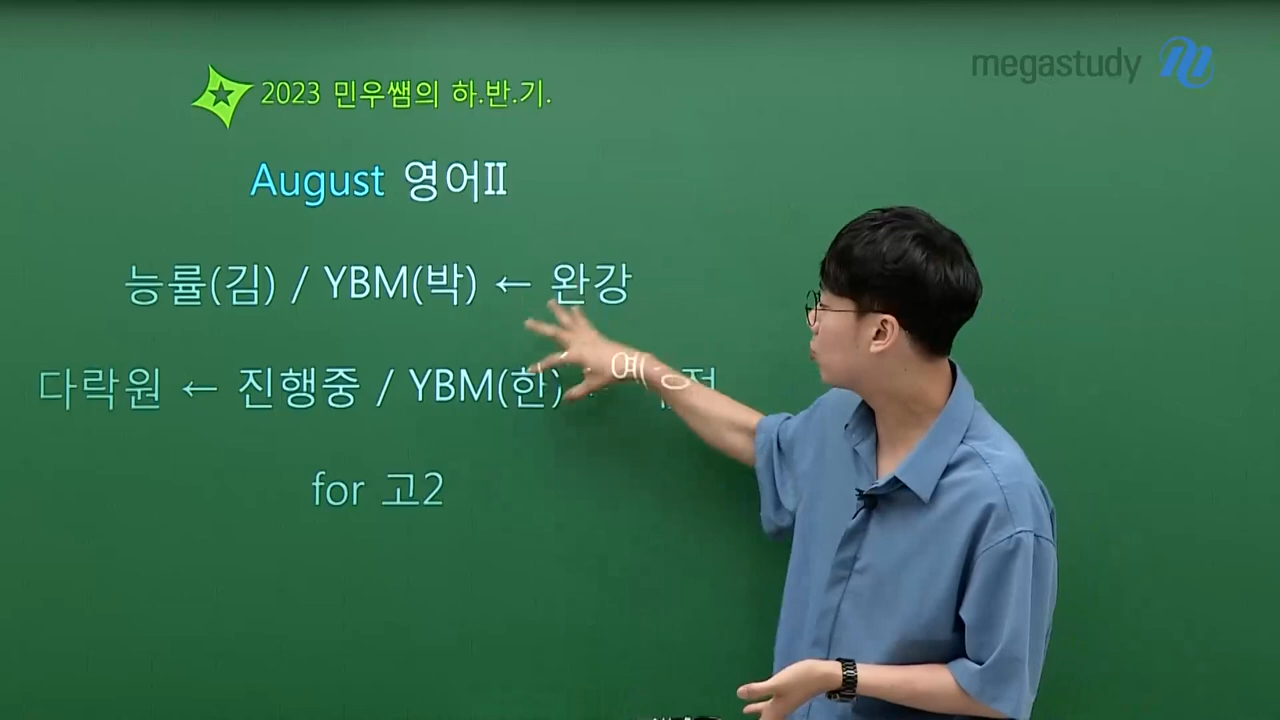 megastudy
2023 민우쌤의 하.반.기.
August 영어II
능률(김) / YBM(박) ← 완강
다락원 ← 진행중 / YBM(한)
for 고2